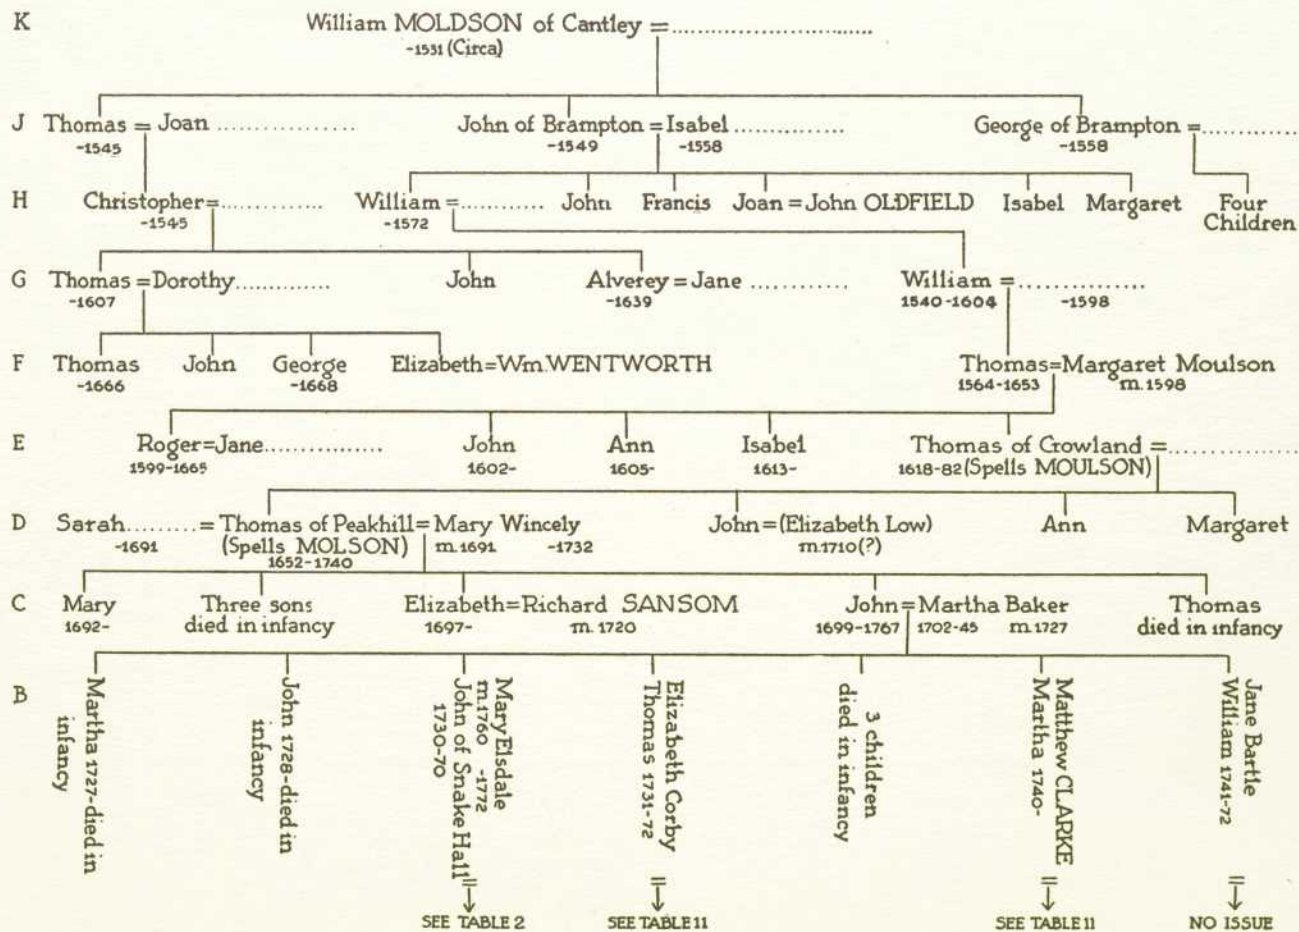 K William MOLDSON of Cantley = ..............................
-1531 (Circa)
J Thomas = Joan .................. John of Brampton = Isabel .............. George of Brampton = ............
-1545 -1549 -1558 -1558
H Christopher = ............. William = .......... John Francis Joan = John OLDFIELD Isabel Margaret Four
-1545 -1572 Children
G Thomas = Dorothy ............ John Alverey = Jane ............ William = ................
-1607 -1639 1540-1604 -1598
F Thomas John George Elizabeth = Wm. WENTWORTH Thomas = Margaret Moulson
-1666 -1668 1564-1653 m.1598
E Roger = Jane .............. John Ann Isabel Thomas of Crowland = ................
1599-1665 1602- 1605- 1613- 1618-82 (Spells MOULSON)
D Sarah ......... = Thomas of Peakhill = Mary Wincely John = (Elizabeth Low) Ann Margaret
-1691 (Spells MOLSON) m.1691 -1732 m.1710(?)
1652-1740
C Mary Three sons Elizabeth = Richard SANSOM John = Martha Baker Thomas
1692- died in infancy 1697- m.1720 1699-1767 1702-45 m.1727 died in infancy
B
Martha 1727-died in
infancy
John 1728-died in
infancy
Mary Elsdale
m.1760 -1772
John of Snake Hall =
1730-70
Elizabeth Corby
Thomas 1731-72 =
3 children
died in infancy
Matthew CLARKE
Martha 1740- =
Jane Bartle
William 1741-72 =
SEE TABLE 2 SEE TABLE 11 SEE TABLE 11 NO ISSUE